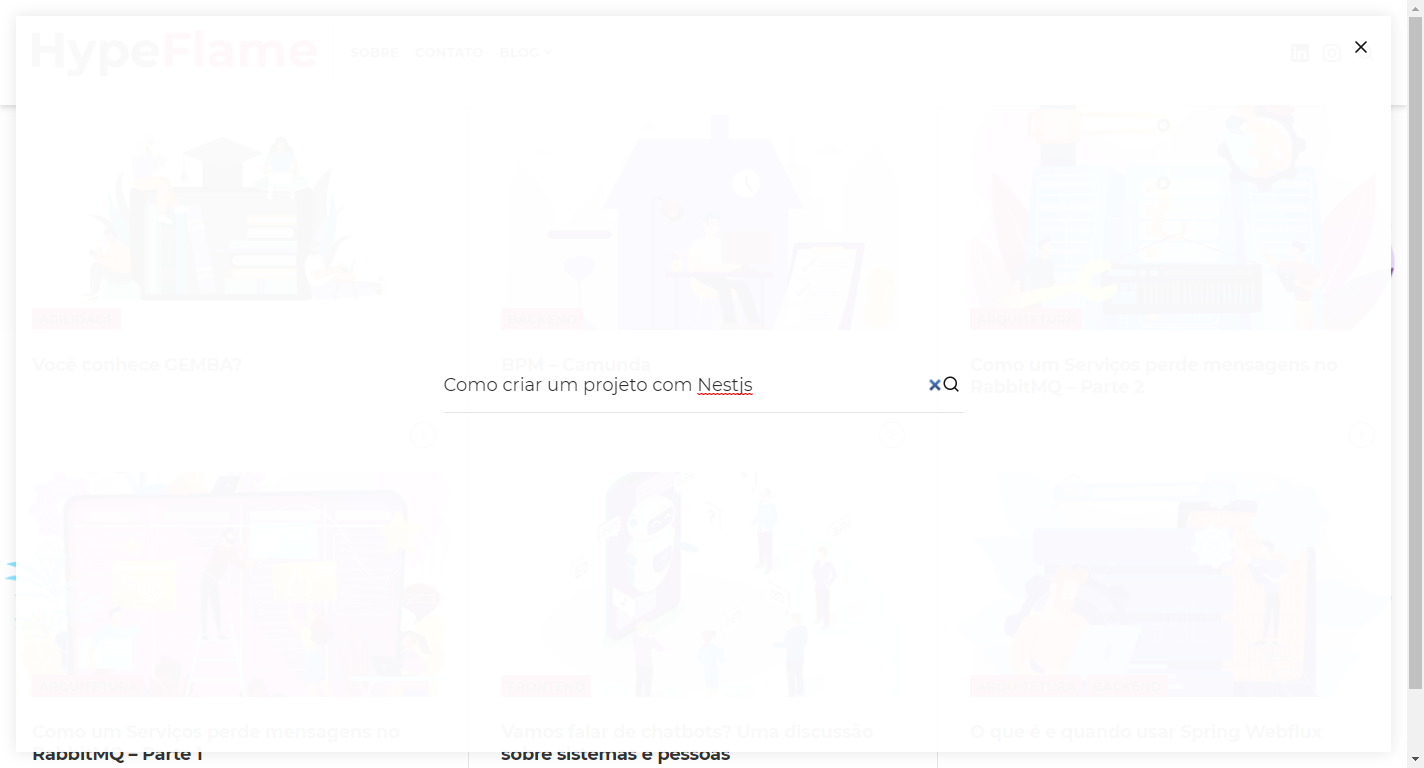 HypeFlame
SOBRE CONTATO BLOG
Você conhece GEMBA?
BPM – Camunda
Como um Serviços perde mensagens no
RabbitMQ – Parte 2
Como criar um projeto com Nestjs
Como um Serviços perde mensagens no
RabbitMQ – Parte 1
Vamos falar de chatbots? Uma discussão
sobre sistemas e pessoas
O que é e quando usar Spring Webflux